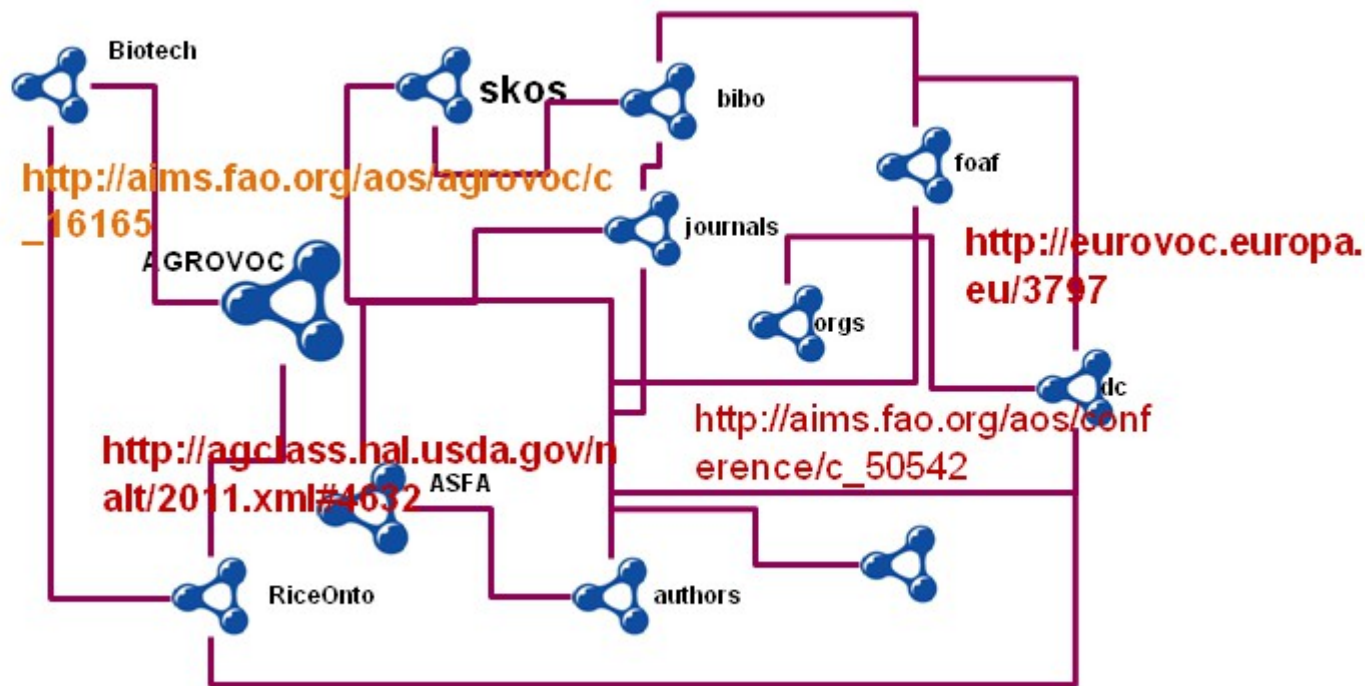 Biotech
skos
bibo
foaf
http://aims.fao.org/aos/agrovoc/c
_16165
journals
http://eurovoc.europa.
eu/3797
AGROVOC
orgs
dc
http://aims.fao.org/aos/conf
erence/c_50542
http://agclass.nal.usda.gov/n
alt/2011.xml#4632
ASFA
RiceOnto
authors